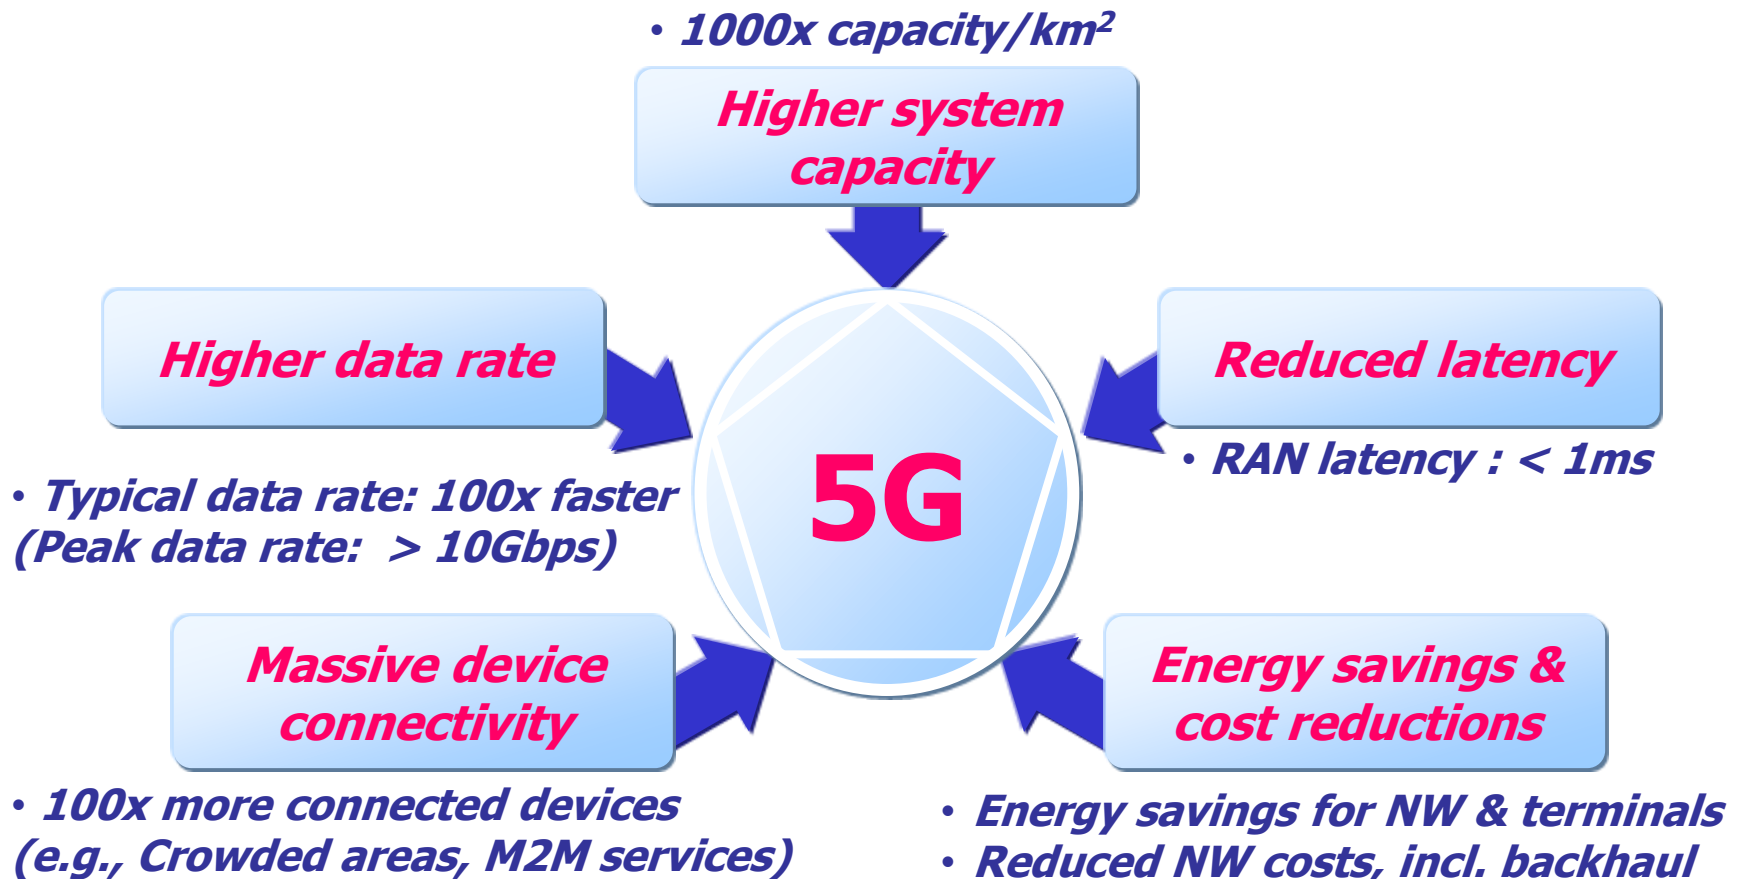 • 1000x capacity/km²
Higher system
capacity
Higher data rate
• Typical data rate: 100x faster
(Peak data rate:  > 10Gbps)
5G
Reduced latency
• RAN latency : < 1ms
Massive device
connectivity
• 100x more connected devices
(e.g., Crowded areas, M2M services)
Energy savings &
cost reductions
• Energy savings for NW & terminals
• Reduced NW costs, incl. backhaul